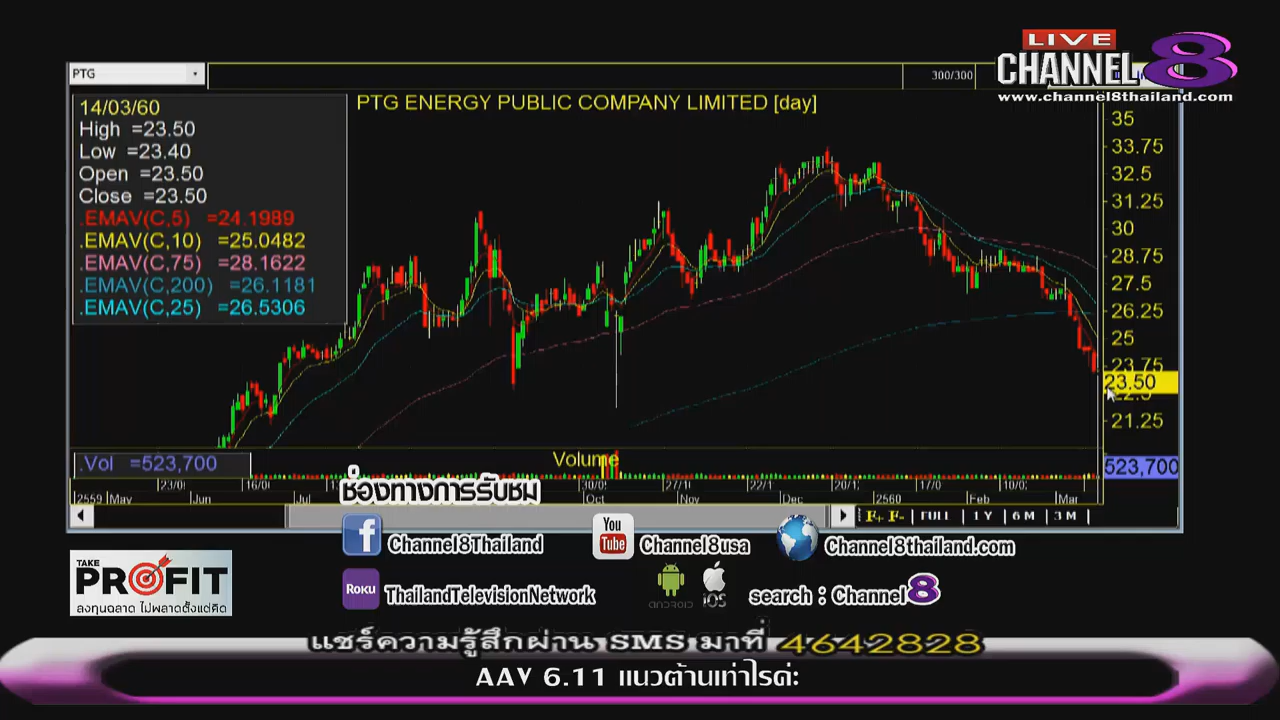 LIVE
CHANNEL 8
www.channel8thailand.com
PTG
300/300
14/03/60
High =23.50
Low =23.40
Open =23.50
Close =23.50
.EMAV(C,5) =24.1989
.EMAV(C,10) =25.0482
.EMAV(C,75) =28.1622
.EMAV(C,200) =26.1181
.EMAV(C,25) =26.5306
PTG ENERGY PUBLIC COMPANY LIMITED [day]
35
33.75
32.5
31.25
30
28.75
27.5
26.25
25
23.75
23.50
22.5
21.25
.Vol =523,700
Volume
523,700
2559 May Jun Jul Oct Nov Dec 2560 Feb Mar
F+ F- FULL 1 Y 6 M 3 M
ช่องทางการรับชม
Channel8Thailand
You Tube Channel8usa
Channel8thailand.com
Roku ThailandTelevisionNetwork
iOS
search : Channel 8
TAKE
PROFIT
ลงทุนฉลาด ไม่พลาดตั้งแต่คิด
แชร์ความรู้สึกผ่าน SMS มาที่ 4642828
AAV 6.11 แนวต้านเท่าไรค่ะ